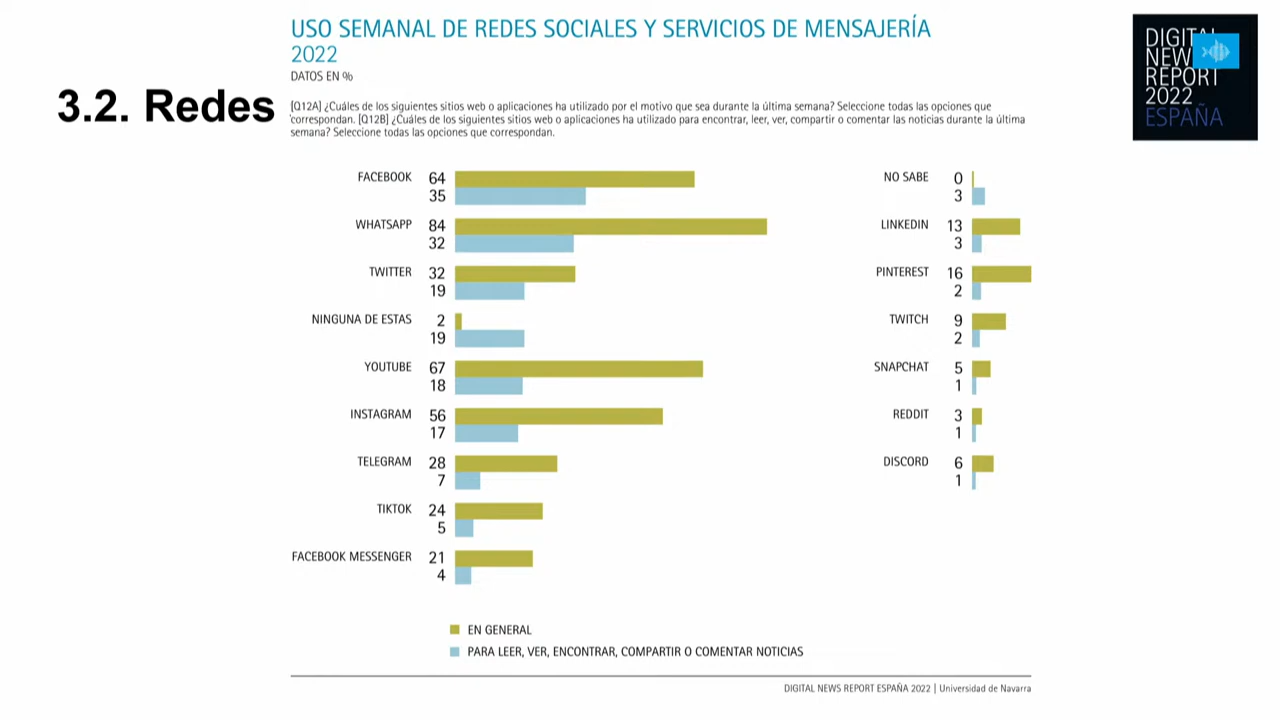 USO SEMANAL DE REDES SOCIALES Y SERVICIOS DE MENSAJERÍA
2022
DATOS EN %
3.2. Redes
[Q12A] ¿Cuáles de los siguientes sitios web o aplicaciones ha utilizado por el motivo que sea durante la última semana? Seleccione todas las opciones que
correspondan. [Q12B] ¿Cuáles de los siguientes sitios web o aplicaciones ha utilizado para encontrar, leer, ver, compartir o comentar las noticias durante la última
semana? Seleccione todas las opciones que correspondan.
DIGITAL
NEWS
REPORT
2022
ESPAÑA
FACEBOOK 64
35
WHATSAPP 84
32
TWITTER 32
19
NINGUNA DE ESTAS 2
19
YOUTUBE 67
18
INSTAGRAM 56
17
TELEGRAM 28
7
TIKTOK 24
5
FACEBOOK MESSENGER 21
4
NO SABE 0
3
LINKEDIN 13
3
PINTEREST 16
2
TWITCH 9
2
SNAPCHAT 5
1
REDDIT 3
1
DISCORD 6
1
EN GENERAL
PARA LEER, VER, ENCONTRAR, COMPARTIR O COMENTAR NOTICIAS
DIGITAL NEWS REPORT ESPAÑA 2022 | Universidad de Navarra